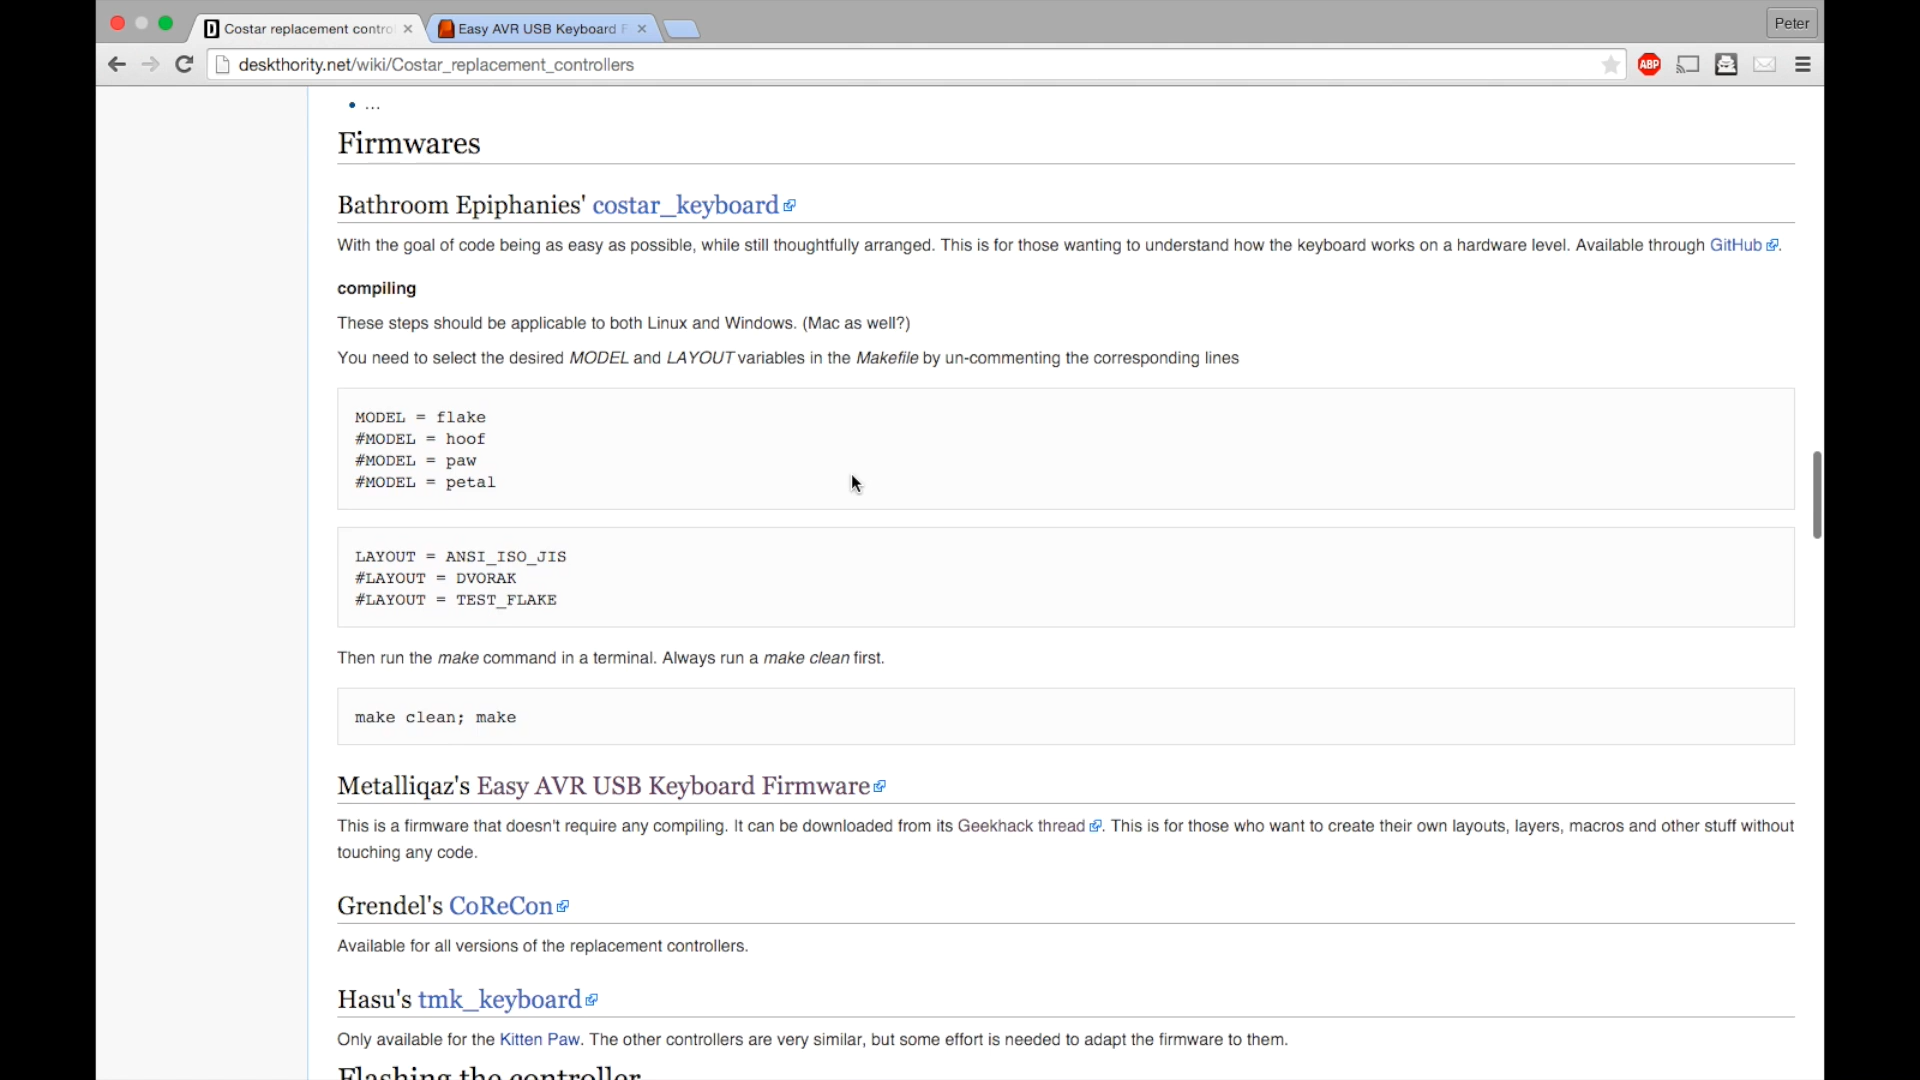 Costar replacement contro
Easy AVR USB Keyboard F
Peter
deskthority.net/wiki/Costar_replacement_controllers
ABP
• ...
Firmwares
Bathroom Epiphanies' costar_keyboard
With the goal of code being as easy as possible, while still thoughtfully arranged. This is for those wanting to understand how the keyboard works on a hardware level. Available through GitHub.
compiling
These steps should be applicable to both Linux and Windows. (Mac as well?)
You need to select the desired MODEL and LAYOUT variables in the Makefile by un-commenting the corresponding lines
MODEL = flake
#MODEL = hoof
#MODEL = paw
#MODEL = petal
LAYOUT = ANSI_ISO_JIS
#LAYOUT = DVORAK
#LAYOUT = TEST_FLAKE
Then run the make command in a terminal. Always run a make clean first.
make clean; make
Metalliqaz's Easy AVR USB Keyboard Firmware
This is a firmware that doesn't require any compiling. It can be downloaded from its Geekhack thread. This is for those who want to create their own layouts, layers, macros and other stuff without
touching any code.
Grendel's CoReCon
Available for all versions of the replacement controllers.
Hasu's tmk_keyboard
Only available for the Kitten Paw. The other controllers are very similar, but some effort is needed to adapt the firmware to them.
Flashing the controller